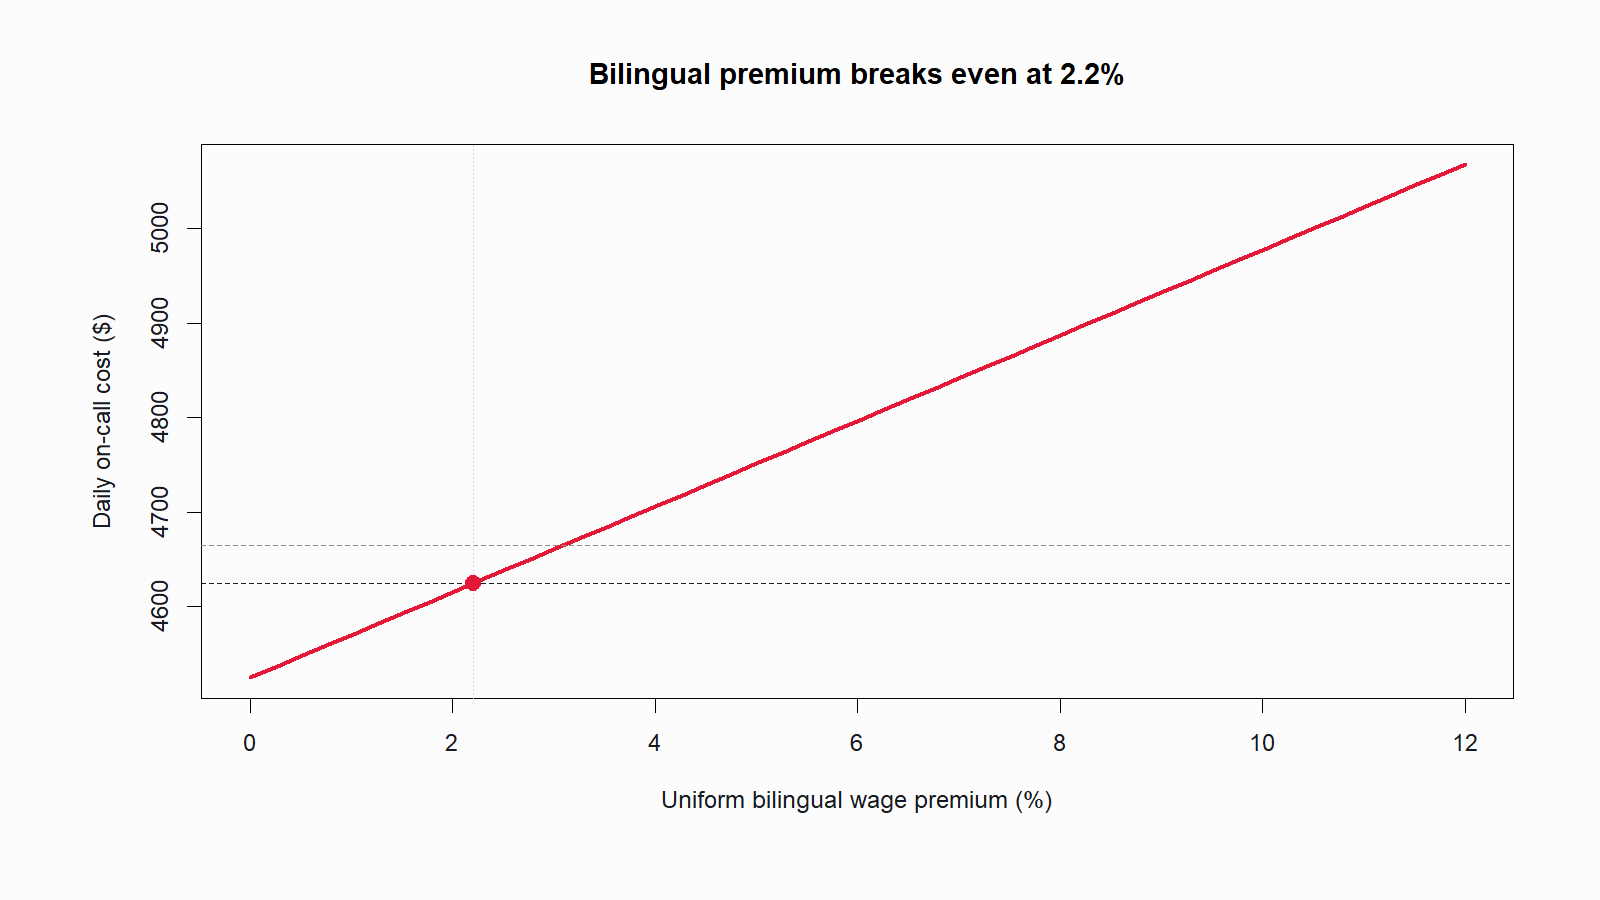 Bilingual premium breaks even at 2.2%
Daily on-call cost ($)
5000
4900
4800
4700
4600
0 2 4 6 8 10 12
Uniform bilingual wage premium (%)